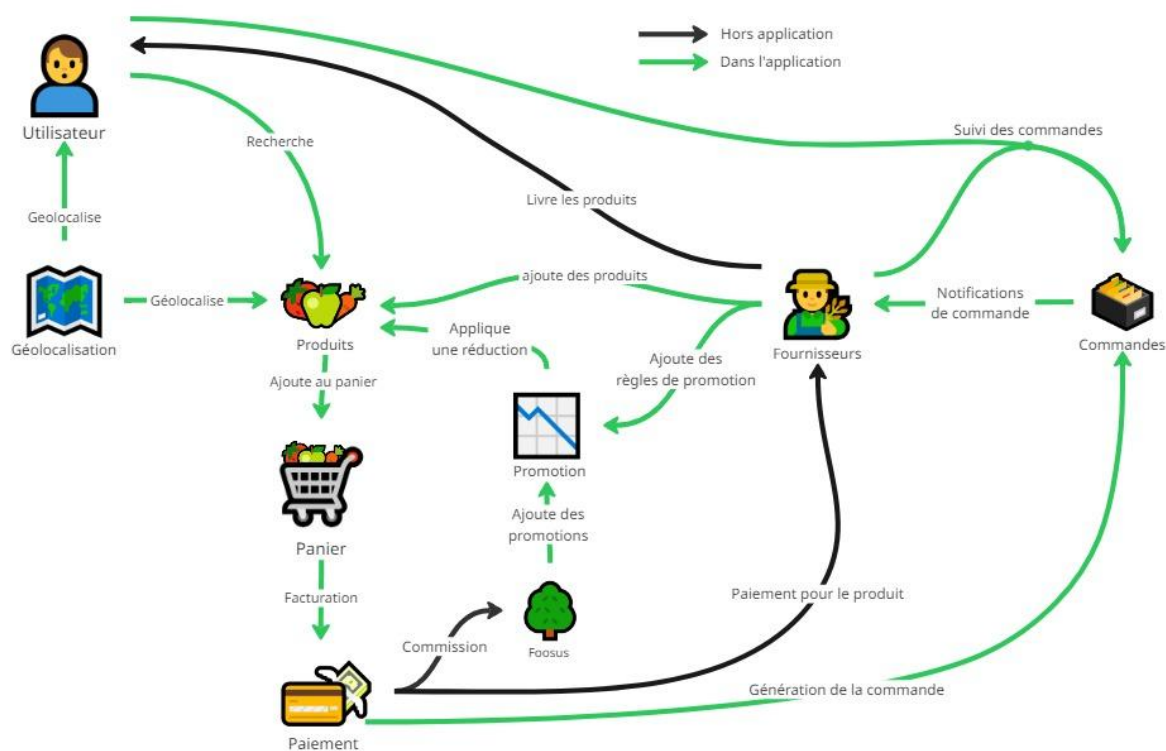 Hors application
Dans l'application
Utilisateur
Suivi des commandes
Recherche
Livre les produits
Geolocalise
ajoute des produits
Géolocalise
Notifications
de commande
Applique
une réduction
Géolocalisation
Produits
Fournisseurs
Commandes
Ajoute des
règles de promotion
Ajoute au panier
Promotion
Ajoute des
promotions
Panier
Facturation
Paiement pour le produit
Commission
Foosus
Génération de la commande
Paiement